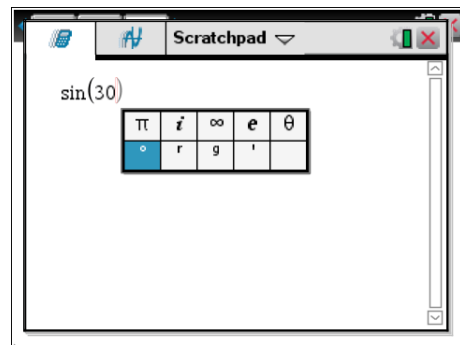 Scratchpad
sin(30)
π i ∞ e θ
° r g '